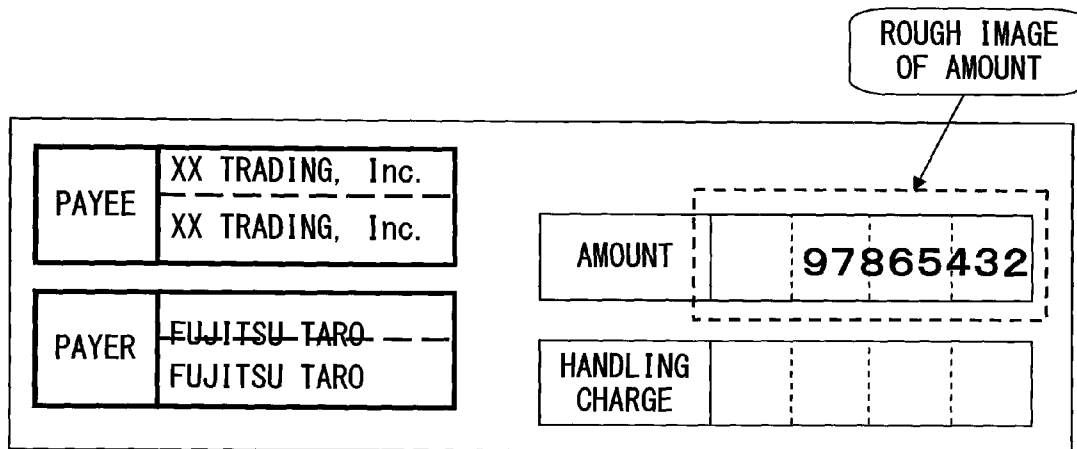 ROUGH IMAGE
OF AMOUNT
PAYEE
XX TRADING, Inc.
XX TRADING, Inc.
AMOUNT
97865432
PAYER
FUJITSU TARO
FUJITSU TARO
HANDLING
CHARGE